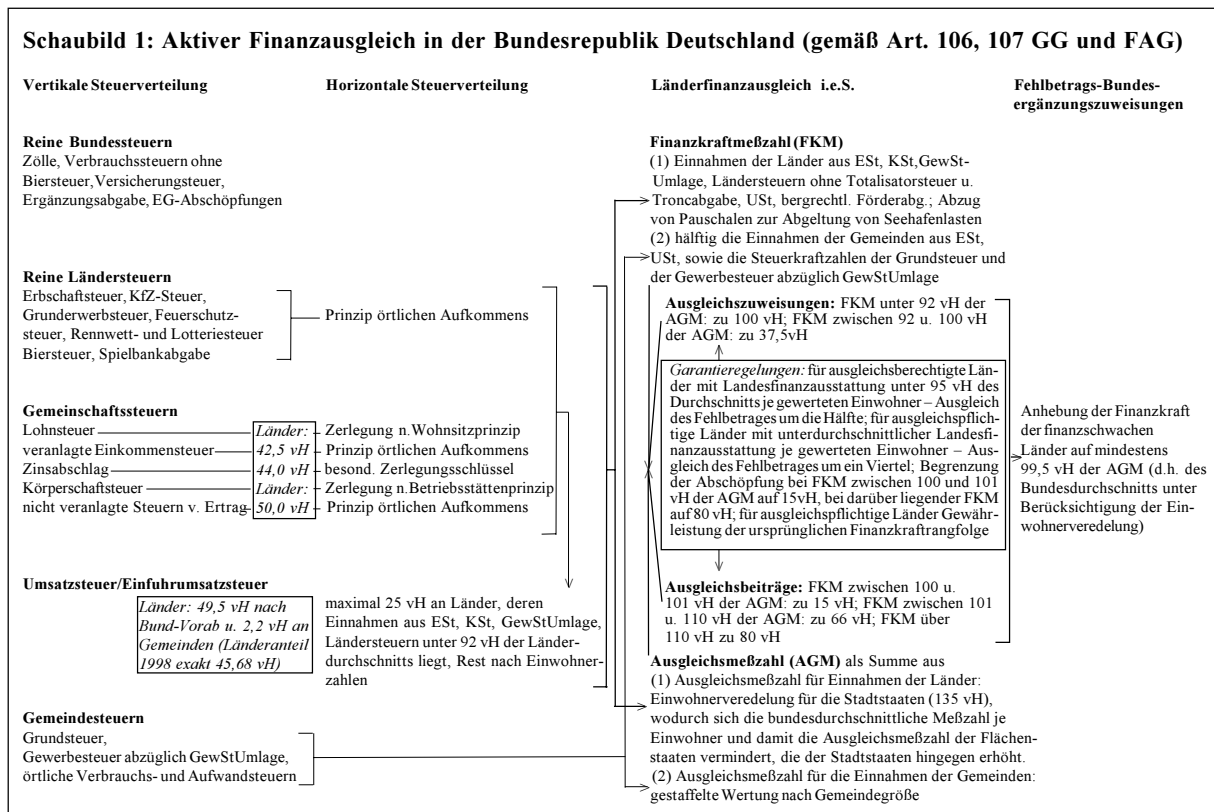 Schaubild 1: Aktiver Finanzausgleich in der Bundesrepublik Deutschland (gemäß Art. 106, 107 GG und FAG)
Vertikale Steuerverteilung
Horizontale Steuerverteilung
Länderfinanzausgleich i.e.S.
Fehlbetrags-Bundes-
ergänzungszuweisungen
Reine Bundessteuern
Zölle, Verbrauchssteuern ohne
Biersteuer,Versicherungsteuer,
Ergänzungsabgabe, EG-Abschöpfungen
Reine Ländersteuern
Erbschaftsteuer, KfZ-Steuer,
Grunderwerbsteuer, Feuerschutz-
steuer, Rennwett- und Lotteriesteuer
Biersteuer, Spielbankabgabe
Prinzip örtlichen Aufkommens
Gemeinschaftssteuern
Lohnsteuer
veranlagte Einkommensteuer
Zinsabschlag
Körperschaftsteuer
nicht veranlagte Steuern v. Ertrag
Länder:
42,5 vH
44,0 vH
Länder:
50,0 vH
Zerlegung n.Wohnsitzprinzip
Prinzip örtlichen Aufkommens
besond. Zerlegungsschlüssel
Zerlegung n.Betriebsstättenprinzip
Prinzip örtlichen Aufkommens
Umsatzsteuer/Einfuhrumsatzsteuer
Länder: 49,5 vH nach
Bund-Vorab u. 2,2 vH an
Gemeinden (Länderanteil
1998 exakt 45,68 vH)
maximal 25 vH an Länder, deren
Einnahmen aus ESt, KSt, GewStUmlage,
Ländersteuern unter 92 vH der Länder-
durchschnitts liegt, Rest nach Einwohner-
zahlen
Gemeindesteuern
Grundsteuer,
Gewerbesteuer abzüglich GewStUmlage,
örtliche Verbrauchs- und Aufwandsteuern
Finanzkraftmeßzahl (FKM)
(1) Einnahmen der Länder aus ESt, KSt,GewSt-
Umlage, Ländersteuern ohne Totalisatorsteuer u.
Troncabgabe, USt, bergrechtl. Förderabg.; Abzug
von Pauschalen zur Abgeltung von Seehafenlasten
(2) hälftig die Einnahmen der Gemeinden aus ESt,
USt, sowie die Steuerkraftzahlen der Grundsteuer und
der Gewerbesteuer abzüglich GewStUmlage
Ausgleichszuweisungen: FKM unter 92 vH der
AGM: zu 100 vH; FKM zwischen 92 u. 100 vH
der AGM: zu 37,5vH
Garantieregelungen: für ausgleichsberechtigte Län-
der mit Landesfinanzausstattung unter 95 vH des
Durchschnitts je gewerteten Einwohner – Ausgleich
des Fehlbetrages um die Hälfte; für ausgleichspflich-
tige Länder mit unterdurchschnittlicher Landesfi-
nanzausstattung je gewerteten Einwohner – Aus-
gleich des Fehlbetrages um ein Viertel; Begrenzung
der Abschöpfung bei FKM zwischen 100 und 101
vH der AGM auf 15vH, bei darüber liegender FKM
auf 80 vH; für ausgleichspflichtige Länder Gewähr-
leistung der ursprünglichen Finanzkraftrangfolge
Ausgleichsbeiträge: FKM zwischen 100 u.
101 vH der AGM: zu 15 vH; FKM zwischen 101
u. 110 vH der AGM: zu 66 vH; FKM über
110 vH zu 80 vH
Ausgleichsmeßzahl (AGM) als Summe aus
(1) Ausgleichsmeßzahl für Einnahmen der Länder:
Einwohnerveredelung für die Stadtstaaten (135 vH),
wodurch sich die bundesdurchschnittliche Meßzahl je
Einwohner und damit die Ausgleichsmeßzahl der Flächen-
staaten vermindert, die der Stadtstaaten hingegen erhöht.
(2) Ausgleichsmeßzahl für die Einnahmen der Gemeinden:
gestaffelte Wertung nach Gemeindegröße
Anhebung der Finanzkraft
der finanzschwachen
Länder auf mindestens
99,5 vH der AGM (d.h. des
Bundesdurchschnitts unter
Berücksichtigung der Ein-
wohnerveredelung)